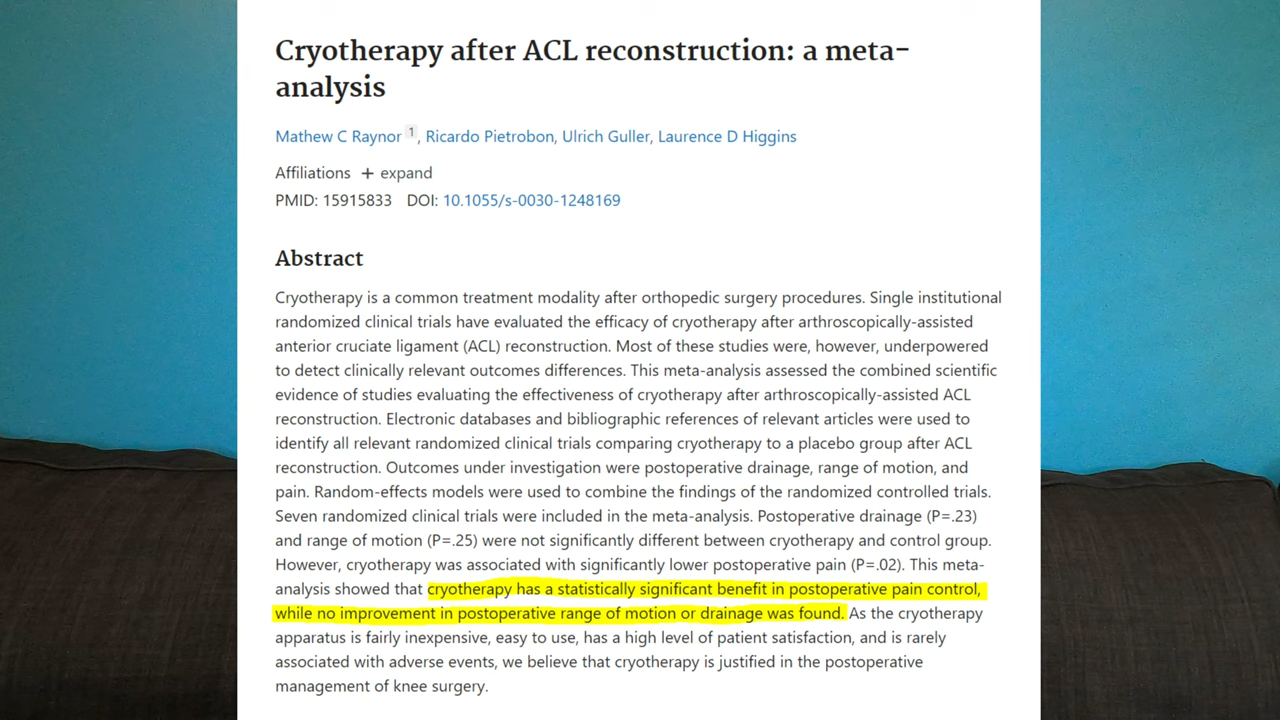 Cryotherapy after ACL reconstruction: a meta-
analysis
Mathew C Raynor 1, Ricardo Pietrobon, Ulrich Guller, Laurence D Higgins
Affiliations + expand
PMID: 15915833 DOI: 10.1055/s-0030-1248169
Abstract
Cryotherapy is a common treatment modality after orthopedic surgery procedures. Single institutional
randomized clinical trials have evaluated the efficacy of cryotherapy after arthroscopically-assisted
anterior cruciate ligament (ACL) reconstruction. Most of these studies were, however, underpowered
to detect clinically relevant outcomes differences. This meta-analysis assessed the combined scientific
evidence of studies evaluating the effectiveness of cryotherapy after arthroscopically-assisted ACL
reconstruction. Electronic databases and bibliographic references of relevant articles were used to
identify all relevant randomized clinical trials comparing cryotherapy to a placebo group after ACL
reconstruction. Outcomes under investigation were postoperative drainage, range of motion, and
pain. Random-effects models were used to combine the findings of the randomized controlled trials.
Seven randomized clinical trials were included in the meta-analysis. Postoperative drainage (P=.23)
and range of motion (P=.25) were not significantly different between cryotherapy and control group.
However, cryotherapy was associated with significantly lower postoperative pain (P=.02). This meta-
analysis showed that cryotherapy has a statistically significant benefit in postoperative pain control,
while no improvement in postoperative range of motion or drainage was found. As the cryotherapy
apparatus is fairly inexpensive, easy to use, has a high level of patient satisfaction, and is rarely
associated with adverse events, we believe that cryotherapy is justified in the postoperative
management of knee surgery.